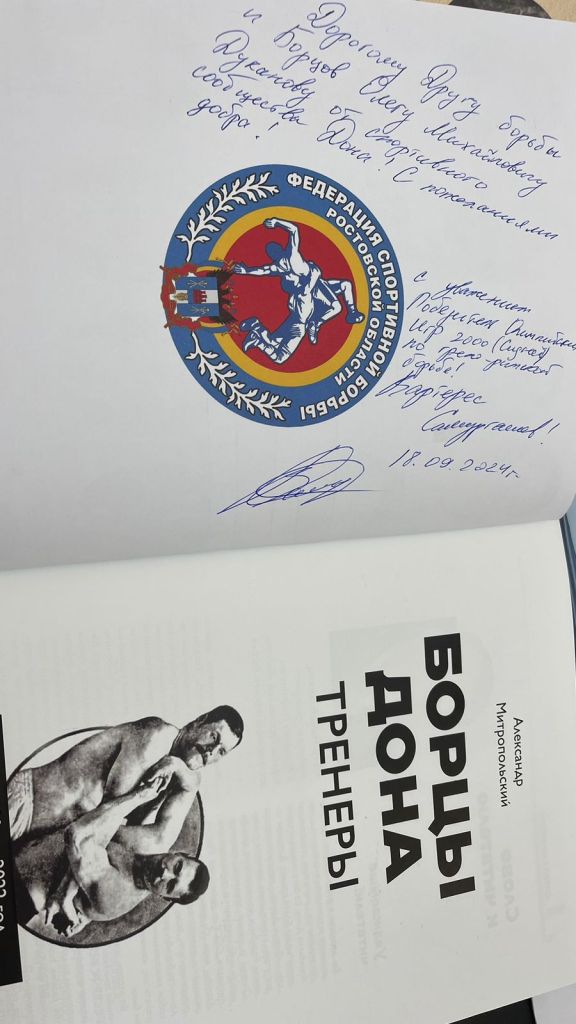 Дорогому Другу борьбы
и Борцов Олегу Михайловичу
Духанову от спортивного
сообщества Дона! С пожеланиями
добра!
ФЕДЕРАЦИЯ СПОРТИВНОЙ БОРЬБЫ
РОСТОВСКОЙ ОБЛАСТИ
С уважением
Победитель Олимпийских
Игр 2000 (Сидней)
по греко-римской
борьбе!
Вартерес
Самургашев!
18.09.2024г.
Александр
Митропольский
БОРЦЫ
ДОНА
ТРЕНЕРЫ